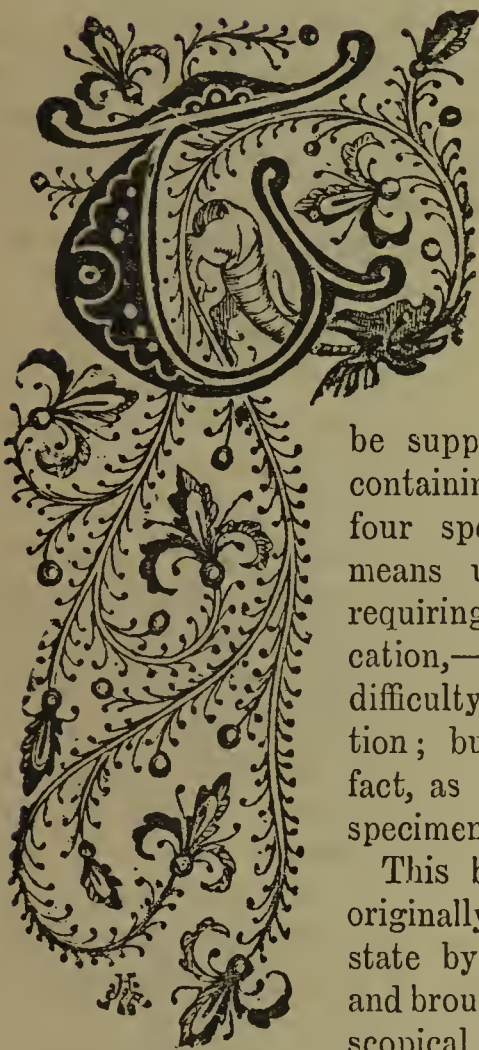 T
be supp
containin
four spe
means u
requiring
cation,—
difficulty
tion; bu
fact, as
specimen
This b
originally
state by
and brou
scopical